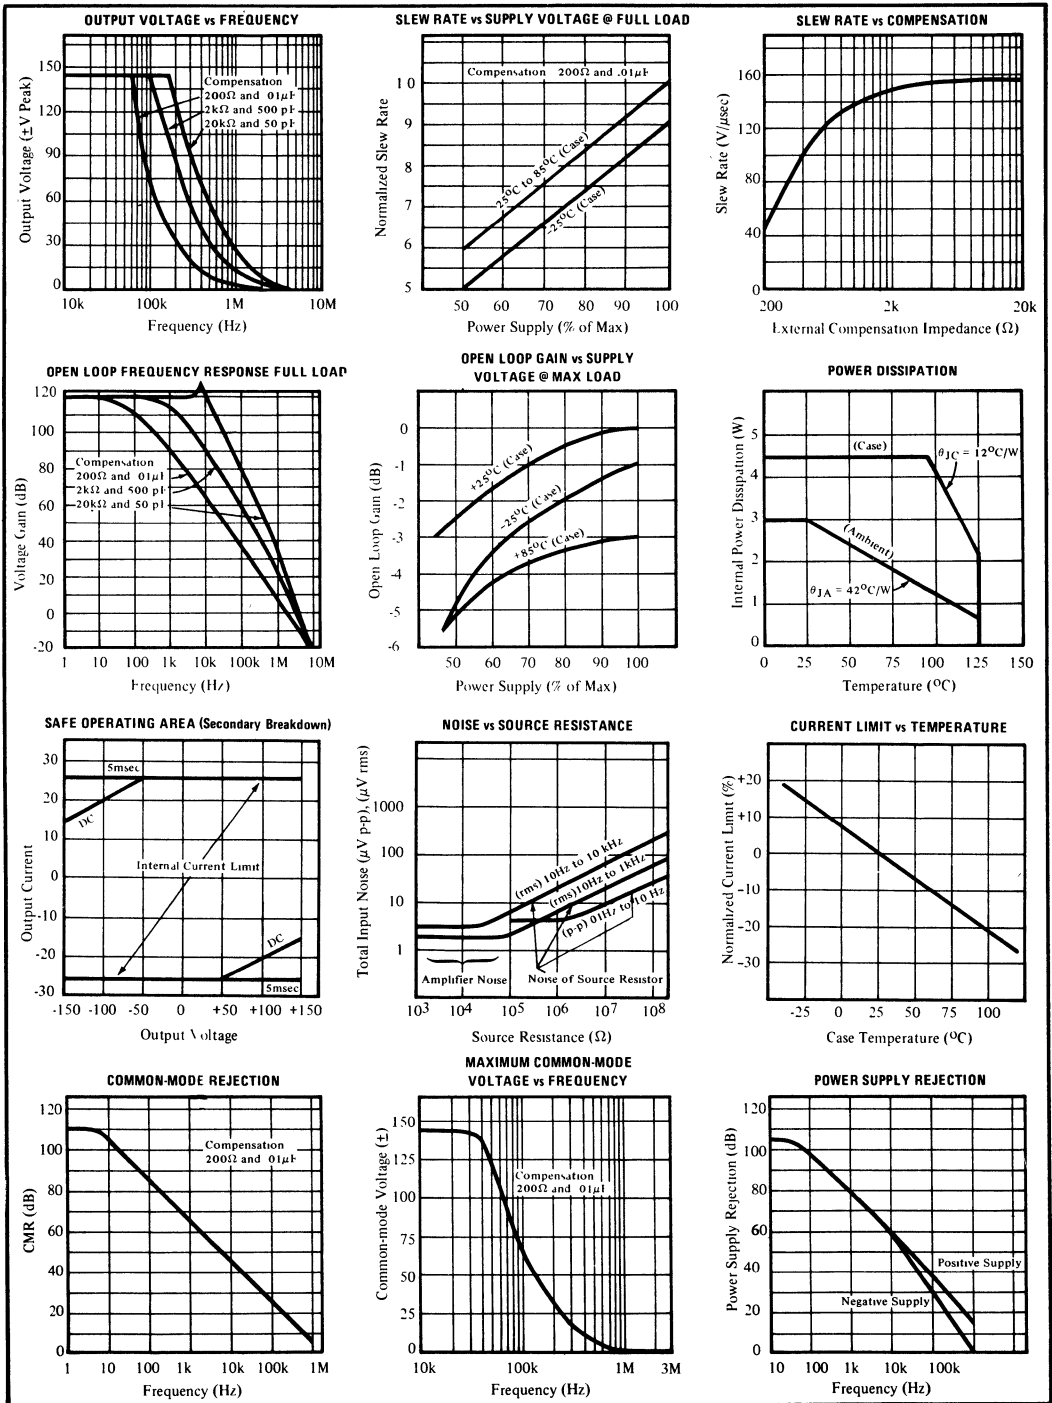 OUTPUT VOLTAGE vs FREQUENCY
Output Voltage (±V Peak)
150
120
90
60
30
0
Compensation
200Ω and .01μF
2kΩ and 500 pF
20kΩ and 50 pF
10k 100k 1M 10M
Frequency (Hz)
SLEW RATE vs SUPPLY VOLTAGE @ FULL LOAD
Normalized Slew Rate
Compensation 200Ω and .01μF
1 0
9
8
7
6
5
25°C to 85°C (Case)
-25°C (Case)
50 60 70 80 90 100
Power Supply (% of Max)
SLEW RATE vs COMPENSATION
Slew Rate (V/μsec)
160
120
80
40
0
200 2k 20k
External Compensation Impedance (Ω)
OPEN LOOP FREQUENCY RESPONSE FULL LOAD
Voltage Gain (dB)
120
100
80
60
40
20
0
-20
Compensation
200Ω and .01μF
2kΩ and 500 pF
20kΩ and 50 pF
1 10 100 1k 10k 100k 1M 10M
Frequency (Hz)
OPEN LOOP GAIN vs SUPPLY
VOLTAGE @ MAX LOAD
Open Loop Gain (dB)
0
-1
-2
-3
-4
-5
-6
+25°C (Case)
-25°C (Case)
+85°C (Case)
50 60 70 80 90 100
Power Supply (% of Max)
POWER DISSIPATION
Internal Power Dissipation (W)
5
4
3
2
1
0
(Case)
θJC = 12°C/W
(Ambient)
θJA = 42°C/W
0 25 50 75 100 125 150
Temperature (°C)
SAFE OPERATING AREA (Secondary Breakdown)
Output Current
30
25
20
10
0
-10
-20
-25
-30
5msec
DC
Internal Current Limit
DC
5msec
-150 -100 -50 0 50 +100 +150
Output Voltage
NOISE vs SOURCE RESISTANCE
Total Input Noise (μV p-p), (μV rms)
1000
100
10
1
(rms) 10Hz to 10 kHz
(rms) 10Hz to 1kHz
(p-p) .01Hz to 10 Hz
Amplifier Noise
Noise of Source Resistor
10³ 10⁴ 10⁵ 10⁶ 10⁷ 10⁸
Source Resistance (Ω)
CURRENT LIMIT vs TEMPERATURE
Normalized Current Limit (%)
+20
+10
0
-10
-20
-30
-25 0 25 50 75 100
Case Temperature (°C)
COMMON-MODE REJECTION
CMR (dB)
120
100
80
60
40
20
0
Compensation
200Ω and .01μF
1 10 100 1k 10k 100k 1M
Frequency (Hz)
MAXIMUM COMMON-MODE
VOLTAGE vs FREQUENCY
Common-mode Voltage (±)
150
125
100
75
50
25
0
Compensation
200Ω and .01μF
10k 100k 1M 3M
Frequency (Hz)
POWER SUPPLY REJECTION
Power Supply Rejection (dB)
120
100
80
60
40
20
0
Positive Supply
Negative Supply
10 100 1k 10k 100k
Frequency (Hz)